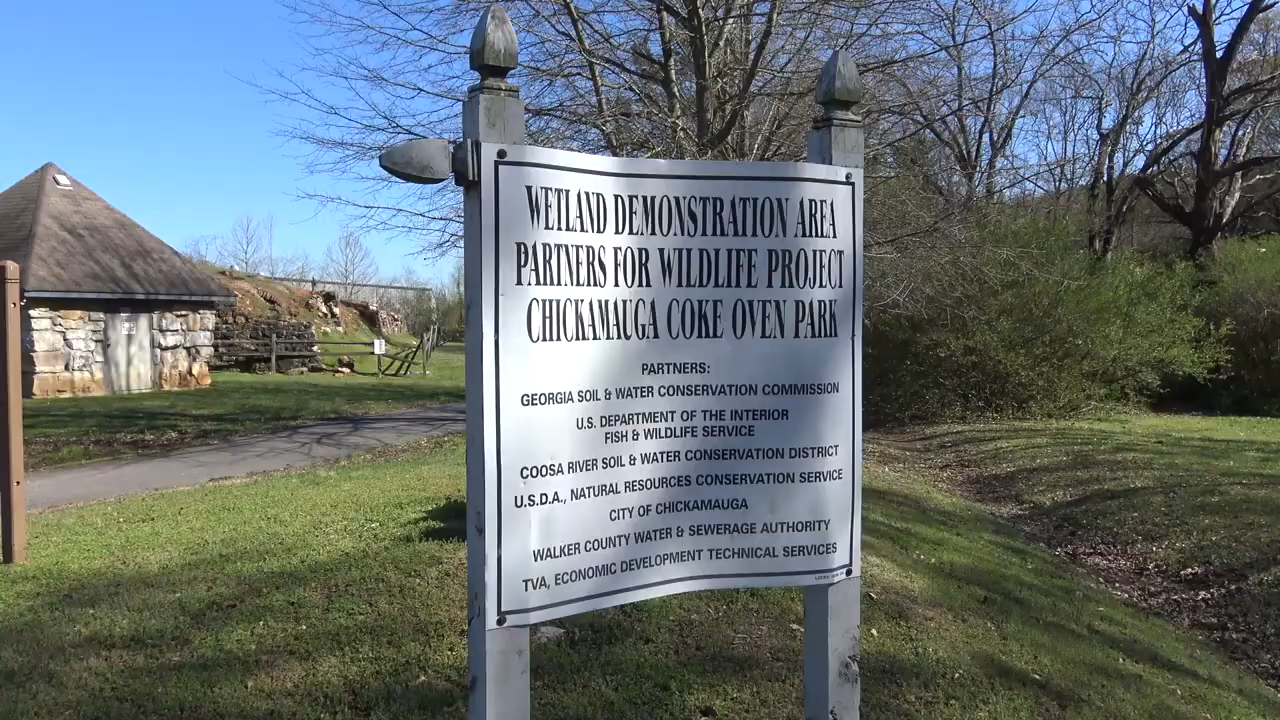 WETLAND DEMONSTRATION AREA
PARTNERS FOR WILDLIFE PROJECT
CHICKAMAUGA COKE OVEN PARK
PARTNERS:
GEORGIA SOIL & WATER CONSERVATION COMMISSION
U.S. DEPARTMENT OF THE INTERIOR
FISH & WILDLIFE SERVICE
COOSA RIVER SOIL & WATER CONSERVATION DISTRICT
U.S.D.A., NATURAL RESOURCES CONSERVATION SERVICE
CITY OF CHICKAMAUGA
WALKER COUNTY WATER & SEWERAGE AUTHORITY
TVA, ECONOMIC DEVELOPMENT TECHNICAL SERVICES